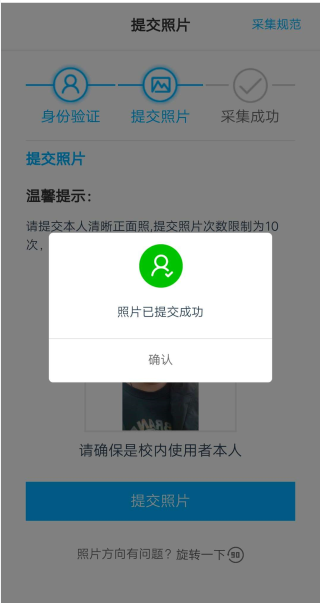 提交照片
采集规范
身份验证
提交照片
采集成功
提交照片
温馨提示：
请提交本人清晰正面照,提交照片次数限制为10
次，
照片已提交成功
确认
请确保是校内使用者本人
提交照片
照片方向有问题？旋转一下
90